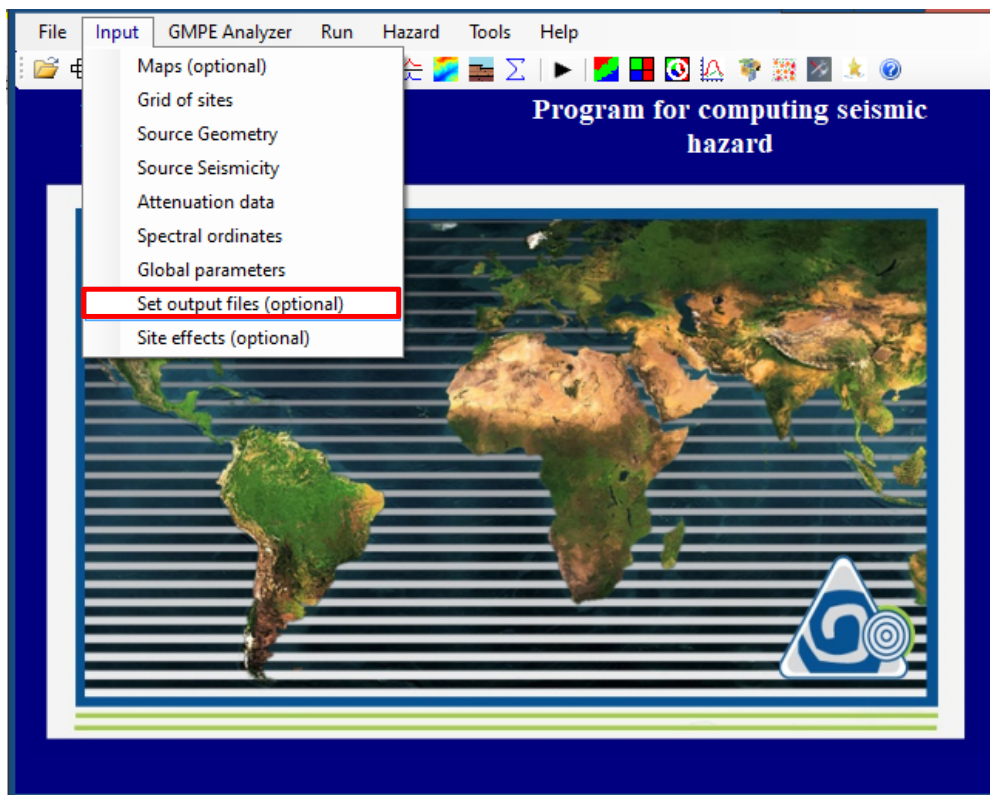 File Input GMPE Analyzer Run Hazard Tools Help
Maps (optional)
Grid of sites
Source Geometry
Source Seismicity
Attenuation data
Spectral ordinates
Global parameters
Set output files (optional)
Site effects (optional)
Program for computing seismic
hazard